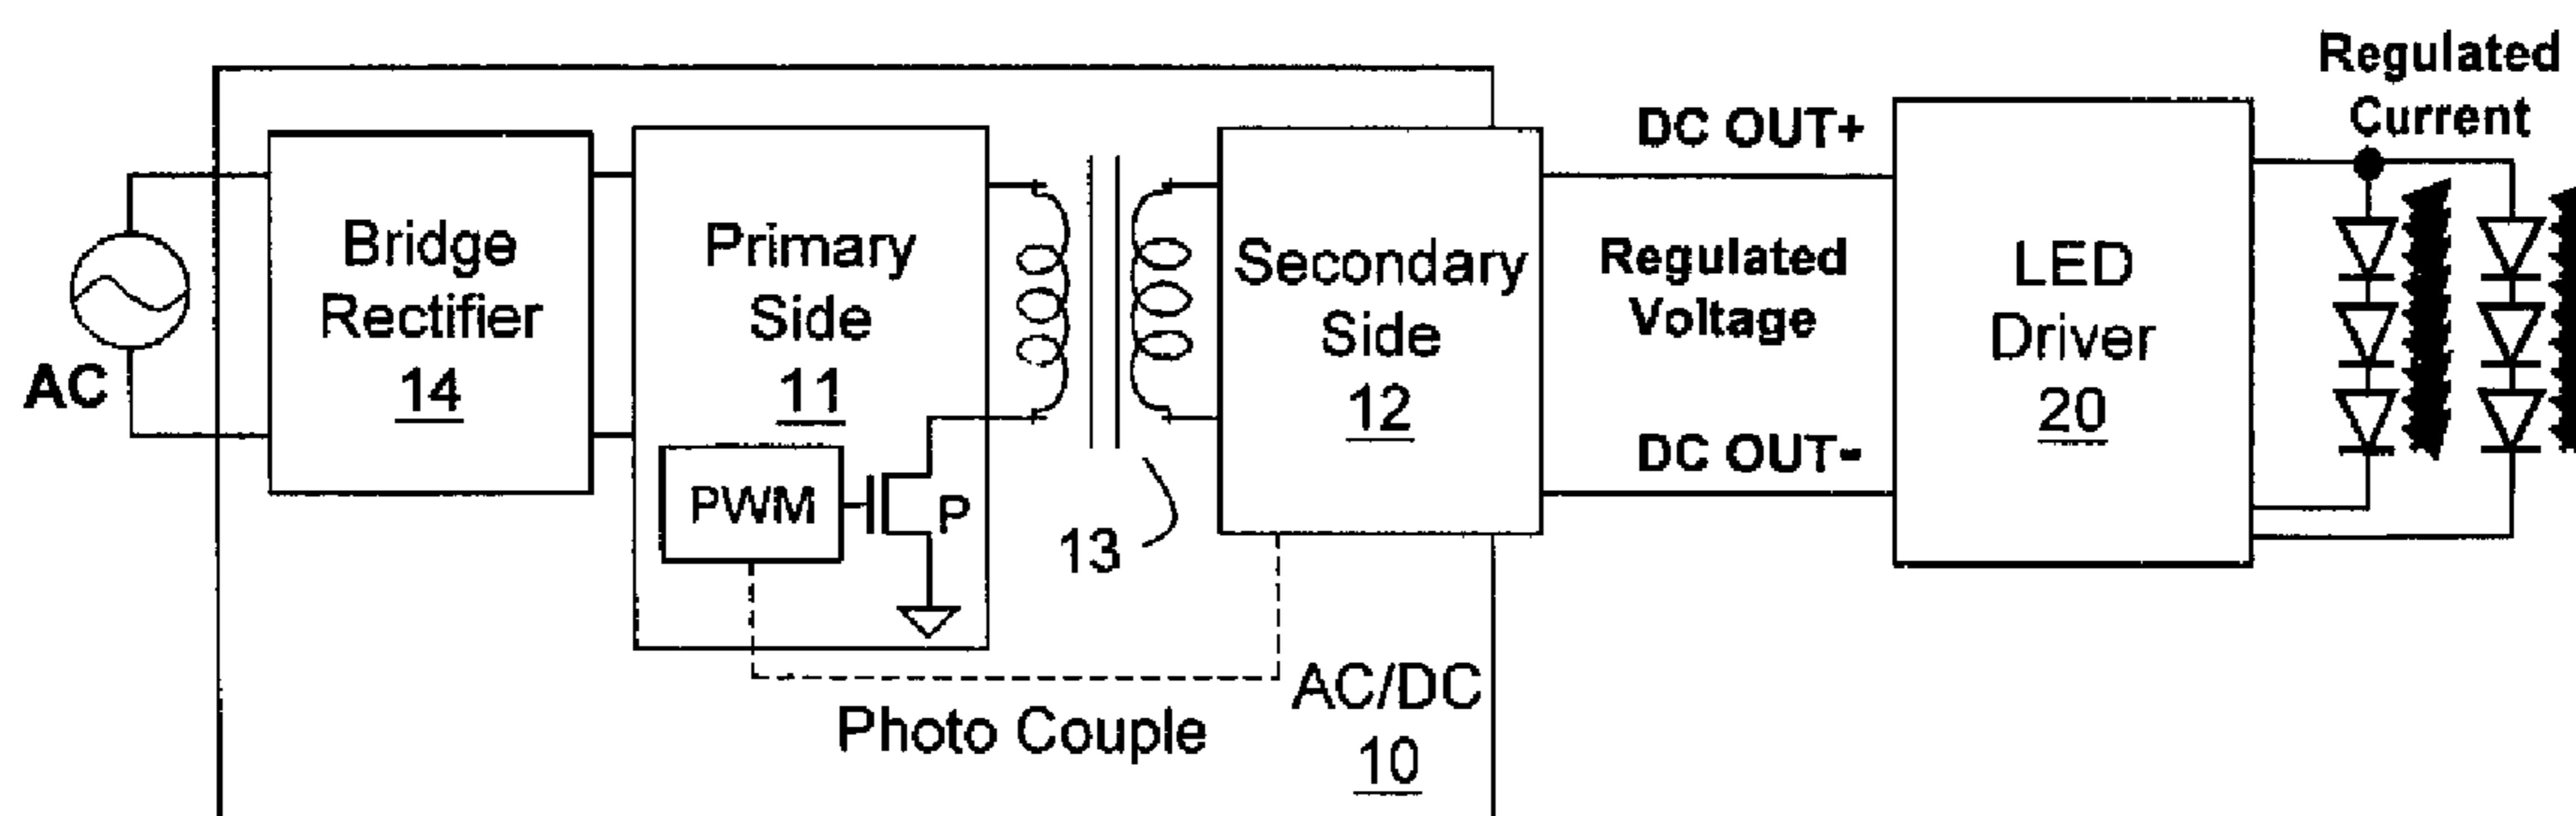 AC
Bridge
Rectifier
14
Primary
Side
11
PWM
P
13
Secondary
Side
12
Photo Couple
AC/DC
10
DC OUT+
Regulated
Voltage
DC OUT-
LED
Driver
20
Regulated
Current